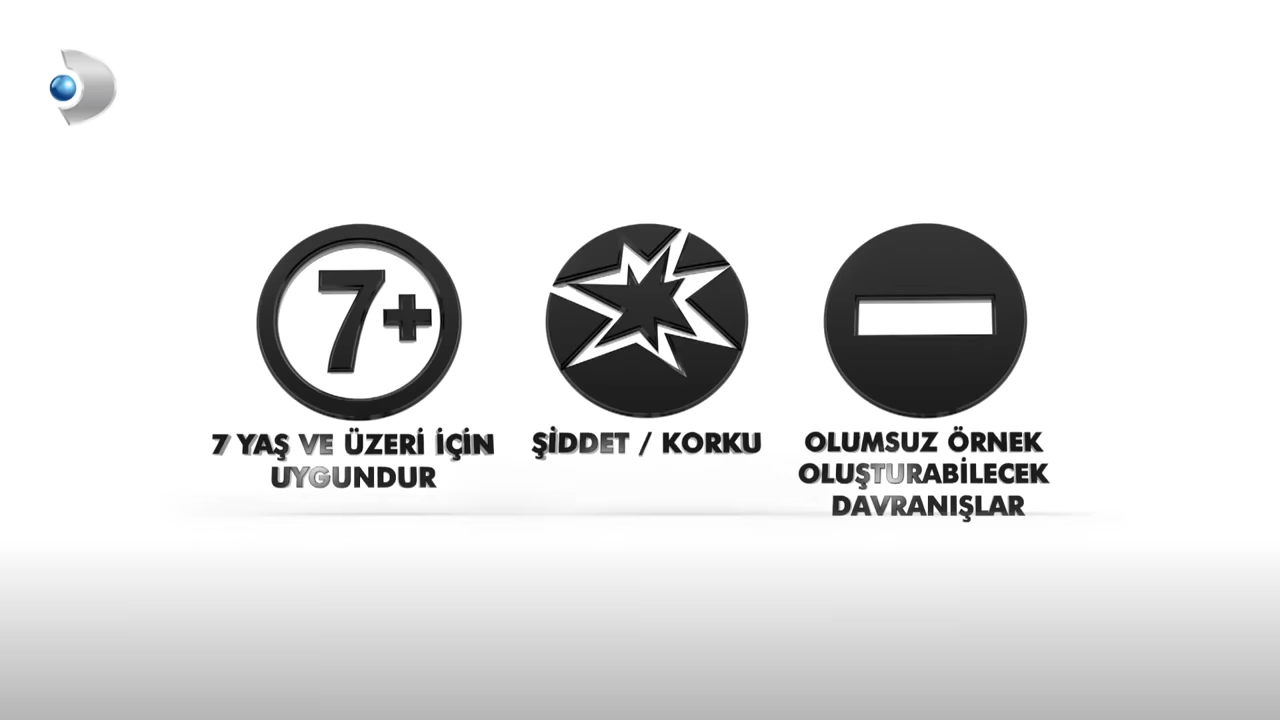 7+
7 YAŞ VE ÜZERİ İÇİN
UYGUNDUR
ŞİDDET / KORKU
OLUMSUZ ÖRNEK
OLUŞTURABİLECEK
DAVRANIŞLAR